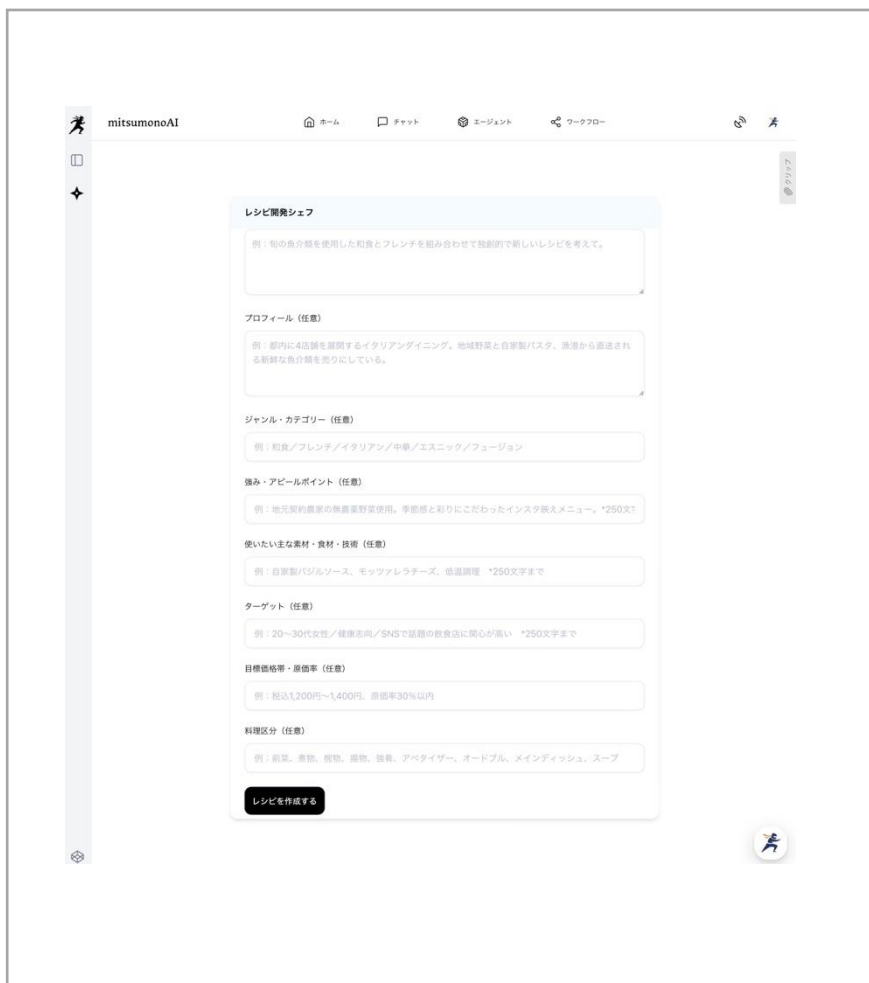 mitsumonoAI
ホーム
チャット
エージェント
ワークフロー
クリップ
レシピ開発シェフ
例：旬の魚介類を使用した和食とフレンチを組み合わせて独創的で新しいレシピを考えて。
プロフィール（任意）
例：都内に4店舗を展開するイタリアンダイニング。地域野菜と自家製パスタ、漁港から直送され
る新鮮な魚介類を売りにしている。
ジャンル・カテゴリー（任意）
例：和食／フレンチ／イタリアン／中華／エスニック／フュージョン
強み・アピールポイント（任意）
例：地元契約農家の無農薬野菜使用。季節感と彩りにこだわったインスタ映えメニュー。*250文字
使いたい主な素材・食材・技術（任意）
例：自家製バジルソース、モッツァレラチーズ、低温調理　*250文字まで
ターゲット（任意）
例：20〜30代女性／健康志向／SNSで話題の飲食店に関心が高い　*250文字まで
目標価格帯・原価率（任意）
例：税込1,200円〜1,400円、原価率30%以内
料理区分（任意）
例：前菜、煮物、椀物、揚物、強肴、アペタイザー、オードブル、メインディッシュ、スープ
レシピを作成する